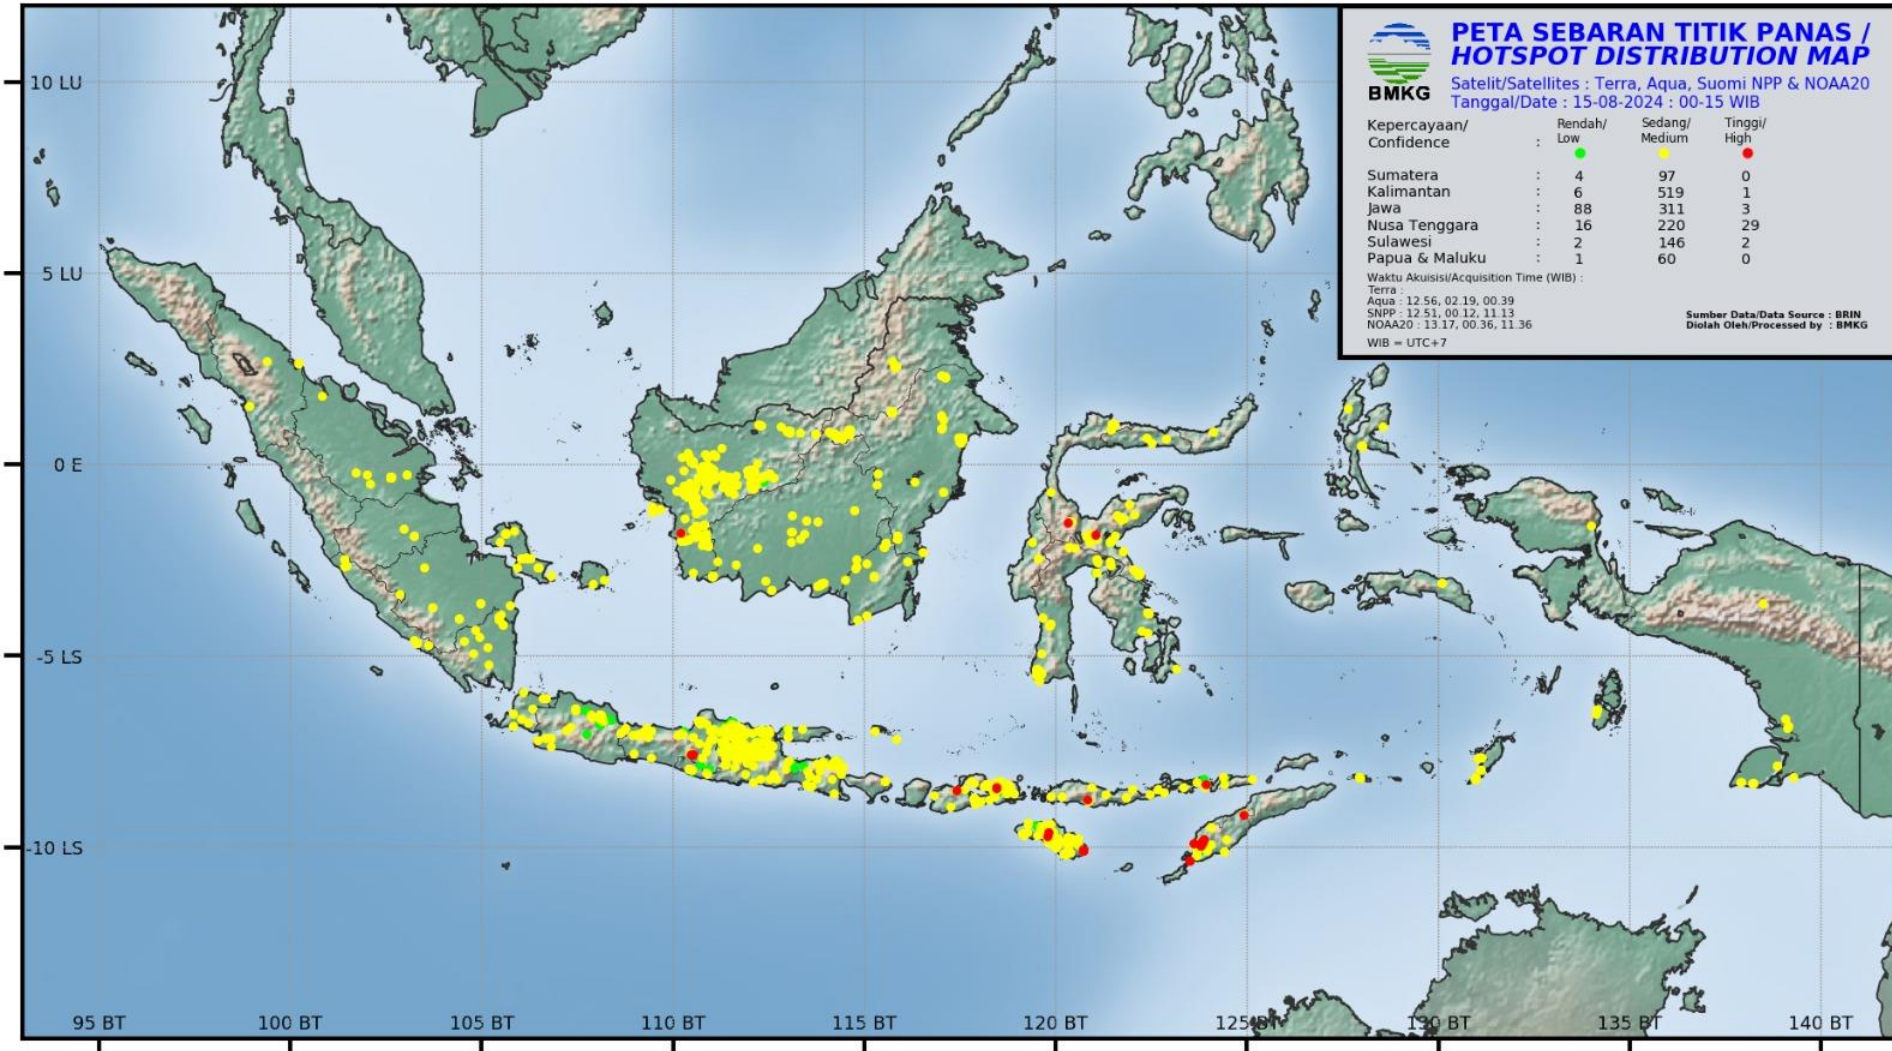 PETA SEBARAN TITIK PANAS /
HOTSPOT DISTRIBUTION MAP
Satelit/Satellites : Terra, Aqua, Suomi NPP & NOAA20
Tanggal/Date : 15-08-2024 : 00-15 WIB
BMKG
Kepercayaan/ Rendah/ Sedang/ Tinggi/
Confidence : Low Medium High
Sumatera : 4 97 0
Kalimantan : 6 519 1
Jawa : 88 311 3
Nusa Tenggara : 16 220 29
Sulawesi : 2 146 2
Papua & Maluku : 1 60 0
Waktu Akuisisi/Acquisition Time (WIB) :
Terra :
Aqua : 12.56, 02.19, 00.39
SNPP : 12.51, 00.12, 11.13
NOAA20 : 13.17, 00.36, 11.36
WIB = UTC+7
Sumber Data/Data Source : BRIN
Diolah Oleh/Processed by : BMKG
10 LU
5 LU
0 E
-5 LS
-10 LS
95 BT 100 BT 105 BT 110 BT 115 BT 120 BT 125 BT 130 BT 135 BT 140 BT